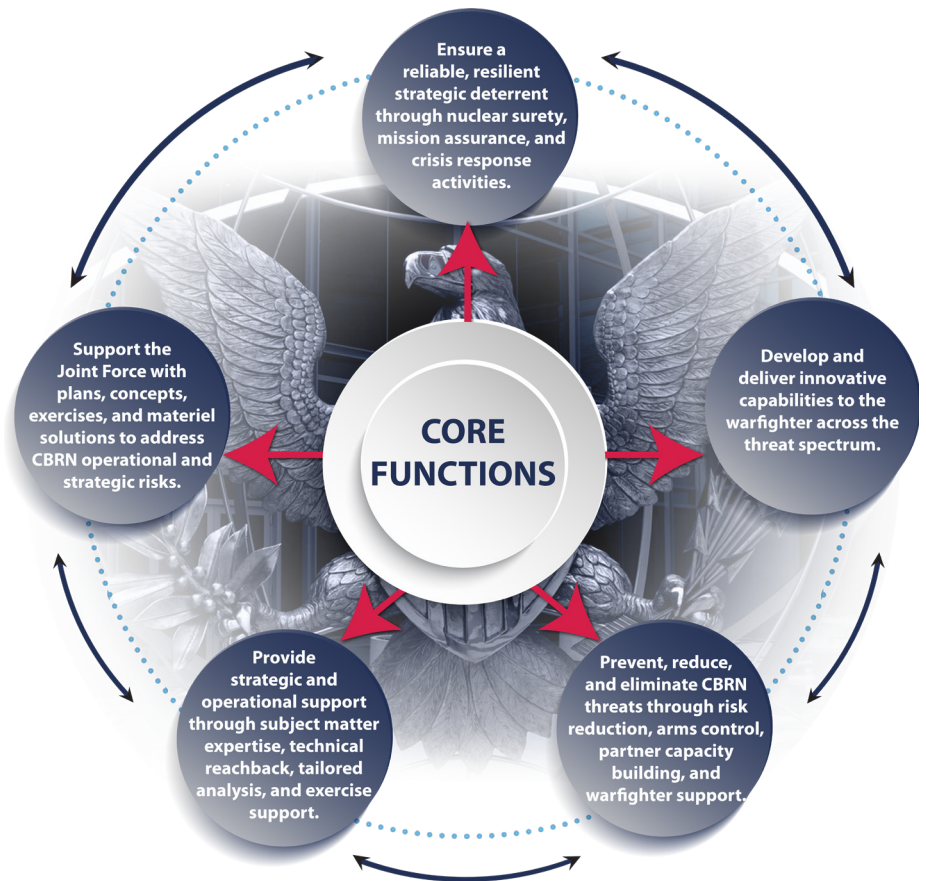 Ensure a
reliable, resilient
strategic deterrent
through nuclear surety,
mission assurance, and
crisis response
activities.
Support the
Joint Force with
plans, concepts,
exercises, and materiel
solutions to address
CBRN operational and
strategic risks.
CORE
FUNCTIONS
Develop and
deliver innovative
capabilities to the
warfighter across the
threat spectrum.
Provide
strategic and
operational support
through subject matter
expertise, technical
reachback, tailored
analysis, and exercise
support.
Prevent, reduce,
and eliminate CBRN
threats through risk
reduction, arms control,
partner capacity
building, and
warfighter support.